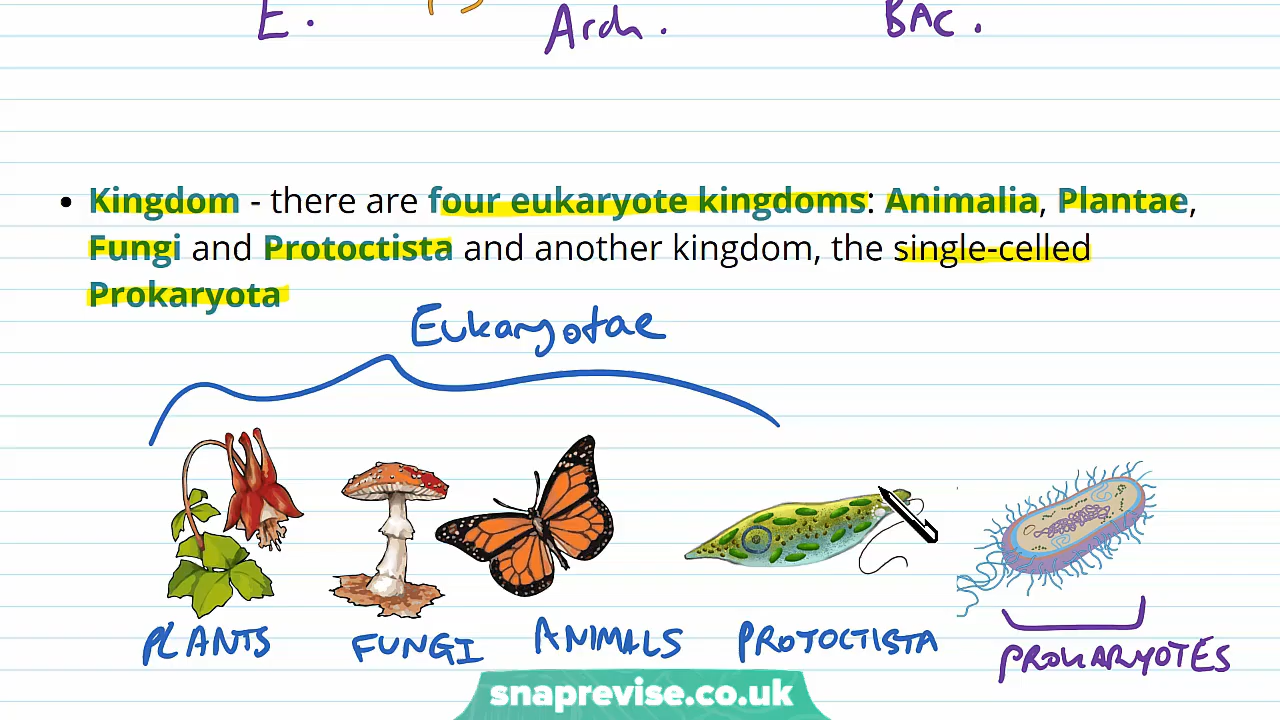 E. Arch. BAC.
• Kingdom - there are four eukaryote kingdoms: Animalia, Plantae,
Fungi and Protoctista and another kingdom, the single-celled
Prokaryota
Eukaryotae
PLANTS FUNGI ANIMALS PROTOCTISTA PROKARYOTES
snaprevise.co.uk